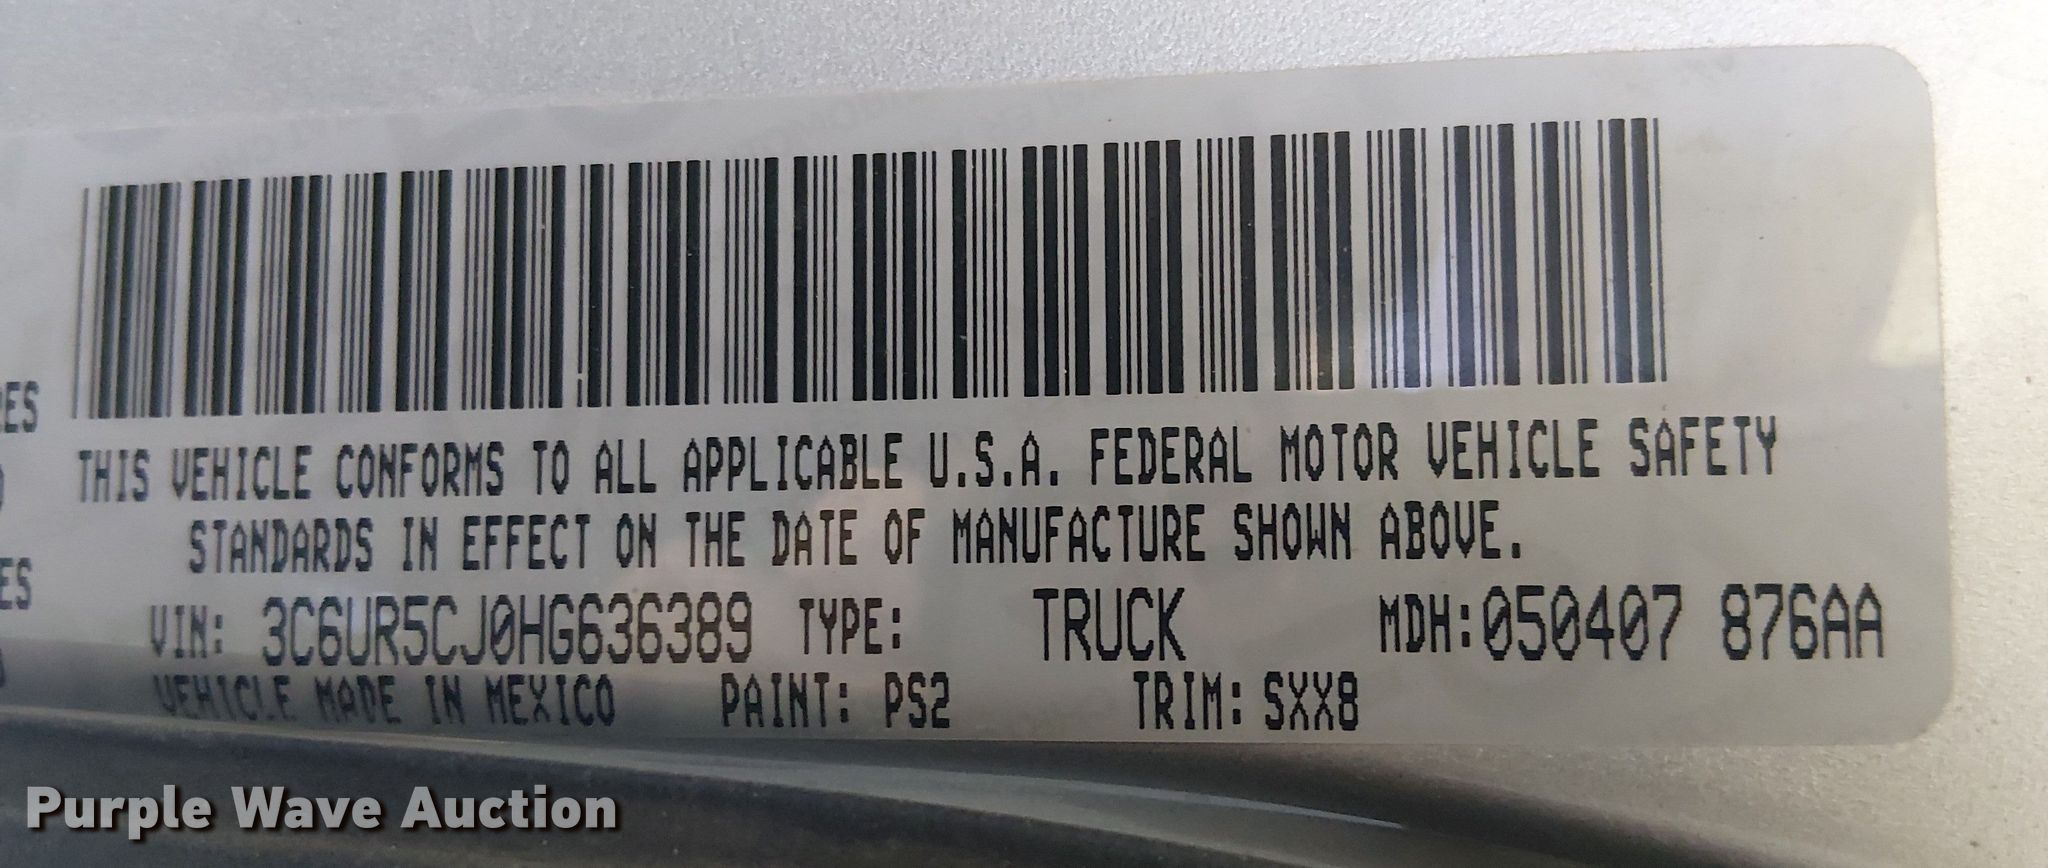 THIS VEHICLE CONFORMS TO ALL APPLICABLE U.S.A. FEDERAL MOTOR VEHICLE SAFETY
STANDARDS IN EFFECT ON THE DATE OF MANUFACTURE SHOWN ABOVE.
VIN: 3C6UR5CJ0HG636389 TYPE: TRUCK MDH:050407 876AA
VEHICLE MADE IN MEXICO PAINT: PS2 TRIM: SXX8
Purple Wave Auction